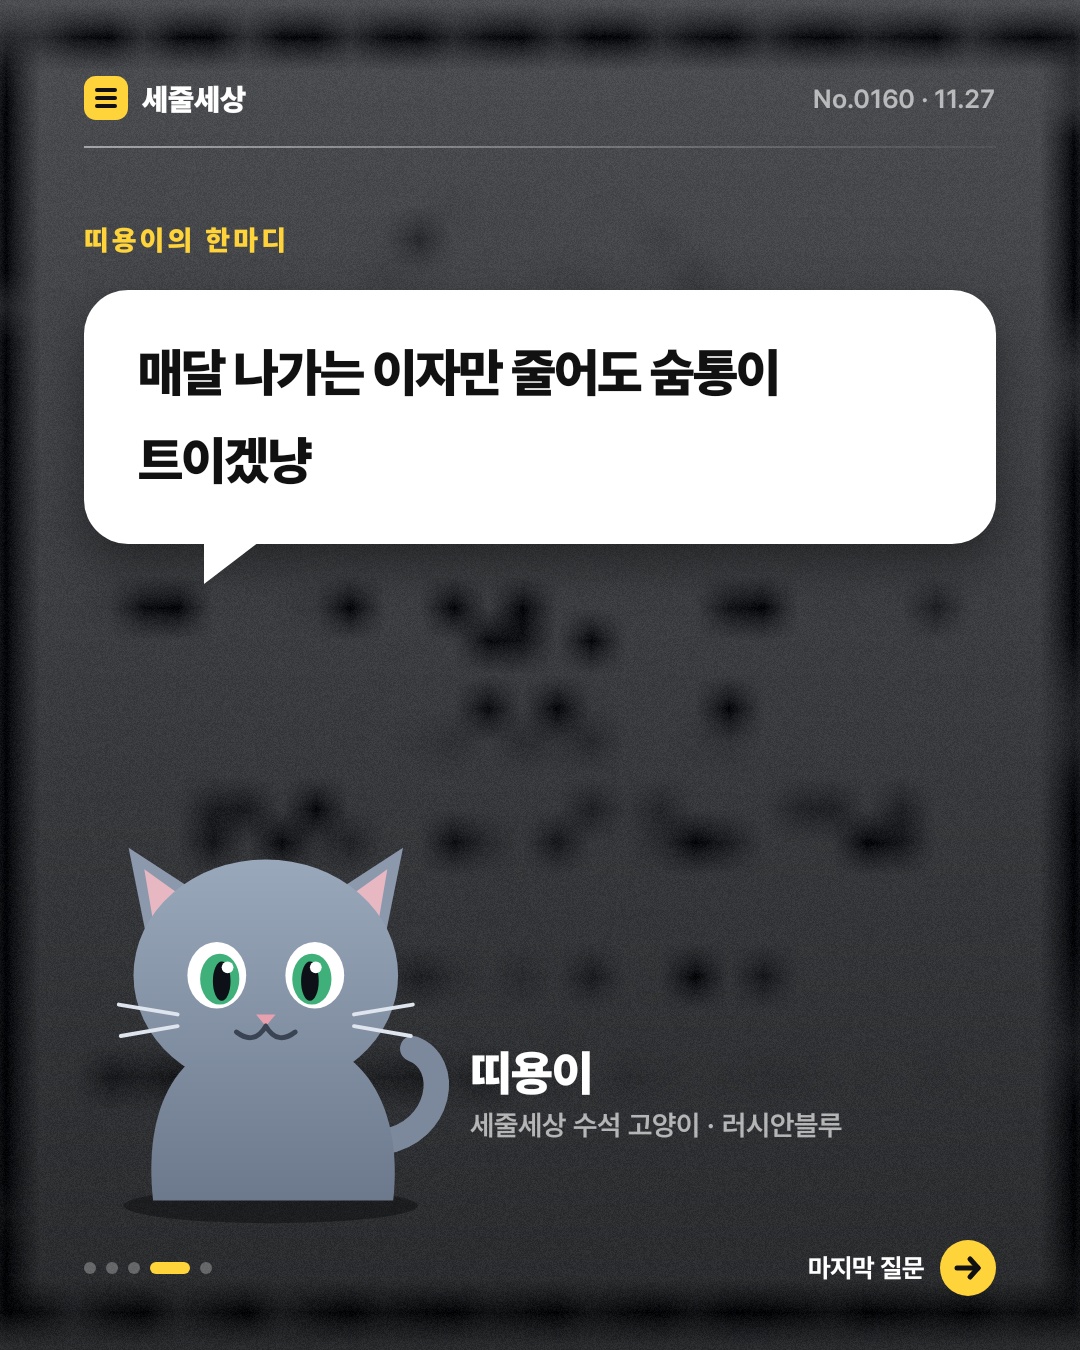 세줄세상
No.0160 · 11.27
띠용이의 한마디
매달 나가는 이자만 줄어도 숨통이
트이겠냥
띠용이
세줄세상 수석 고양이 · 러시안블루
마지막 질문